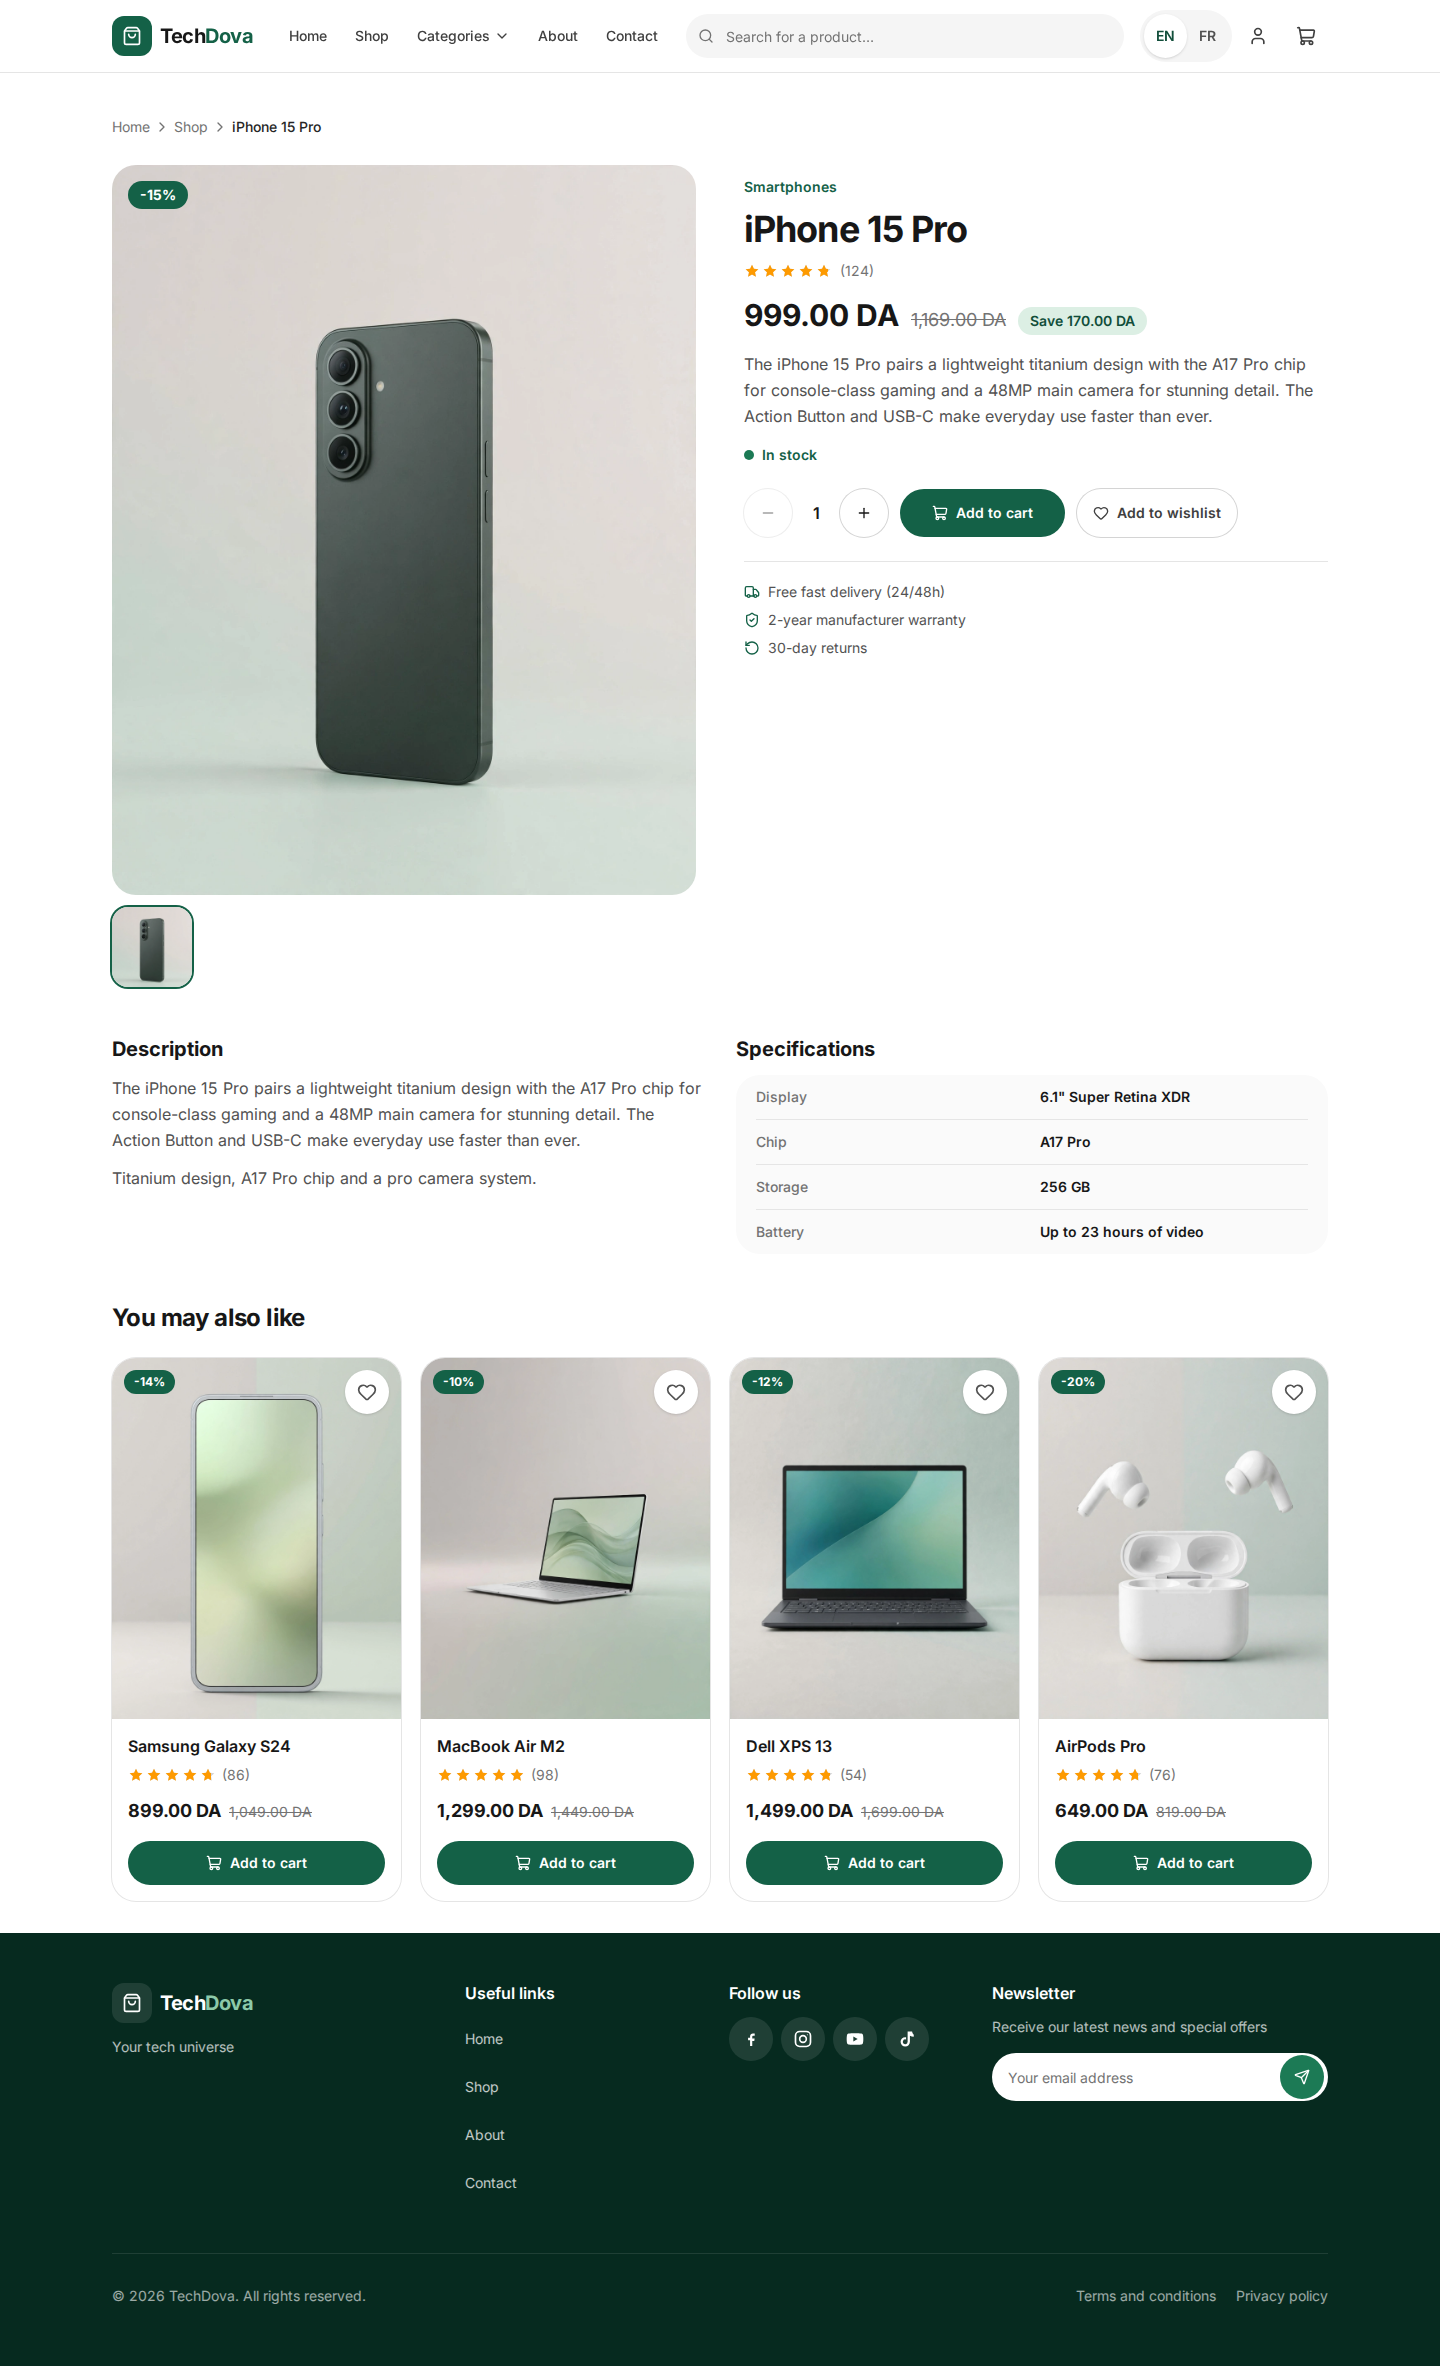 TechDova
Home
Shop
Categories
About
Contact
Search for a product...
EN
FR
Home
Shop
iPhone 15 Pro
-15%
Smartphones
iPhone 15 Pro
(124)
999.00 DA 1,169.00 DA Save 170.00 DA
The iPhone 15 Pro pairs a lightweight titanium design with the A17 Pro chip
for console-class gaming and a 48MP main camera for stunning detail. The
Action Button and USB-C make everyday use faster than ever.
In stock
1
Add to cart
Add to wishlist
Free fast delivery (24/48h)
2-year manufacturer warranty
30-day returns
Description
The iPhone 15 Pro pairs a lightweight titanium design with the A17 Pro chip for
console-class gaming and a 48MP main camera for stunning detail. The
Action Button and USB-C make everyday use faster than ever.
Titanium design, A17 Pro chip and a pro camera system.
Specifications
Display 6.1" Super Retina XDR
Chip A17 Pro
Storage 256 GB
Battery Up to 23 hours of video
You may also like
-14%
Samsung Galaxy S24
(86)
899.00 DA 1,049.00 DA
Add to cart
-10%
MacBook Air M2
(98)
1,299.00 DA 1,449.00 DA
Add to cart
-12%
Dell XPS 13
(54)
1,499.00 DA 1,699.00 DA
Add to cart
-20%
AirPods Pro
(76)
649.00 DA 819.00 DA
Add to cart
TechDova
Your tech universe
Useful links
Home
Shop
About
Contact
Follow us
Newsletter
Receive our latest news and special offers
Your email address
© 2026 TechDova. All rights reserved.
Terms and conditions
Privacy policy